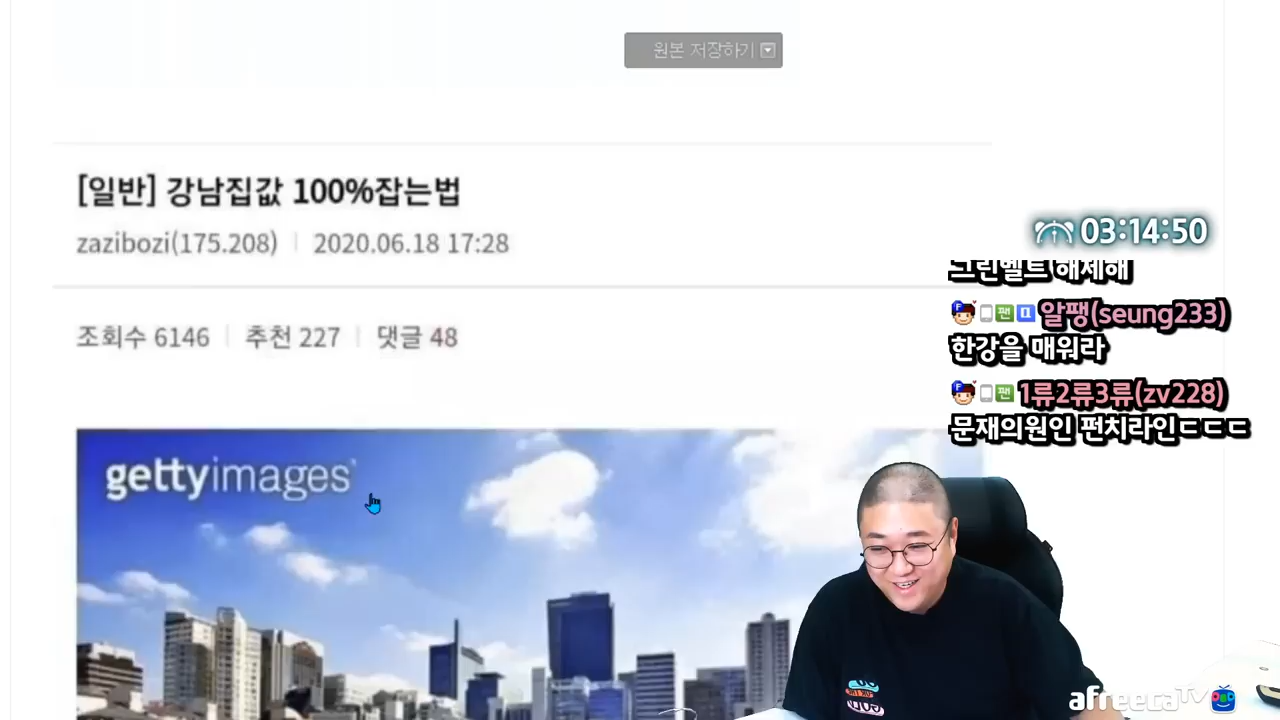 원본 저장하기
[일반] 강남집값 100%잡는법
zazibozi(175.208) | 2020.06.18 17:28
조회수 6146 | 추천 227 | 댓글 48
gettyimages
03:14:50
그린벨트 해제해
팬 알팽(seung233)
한강을 매워라
팬 1류2류3류(zv228)
문재의원인 펀치라인ㄷㄷㄷ
afreecaTV